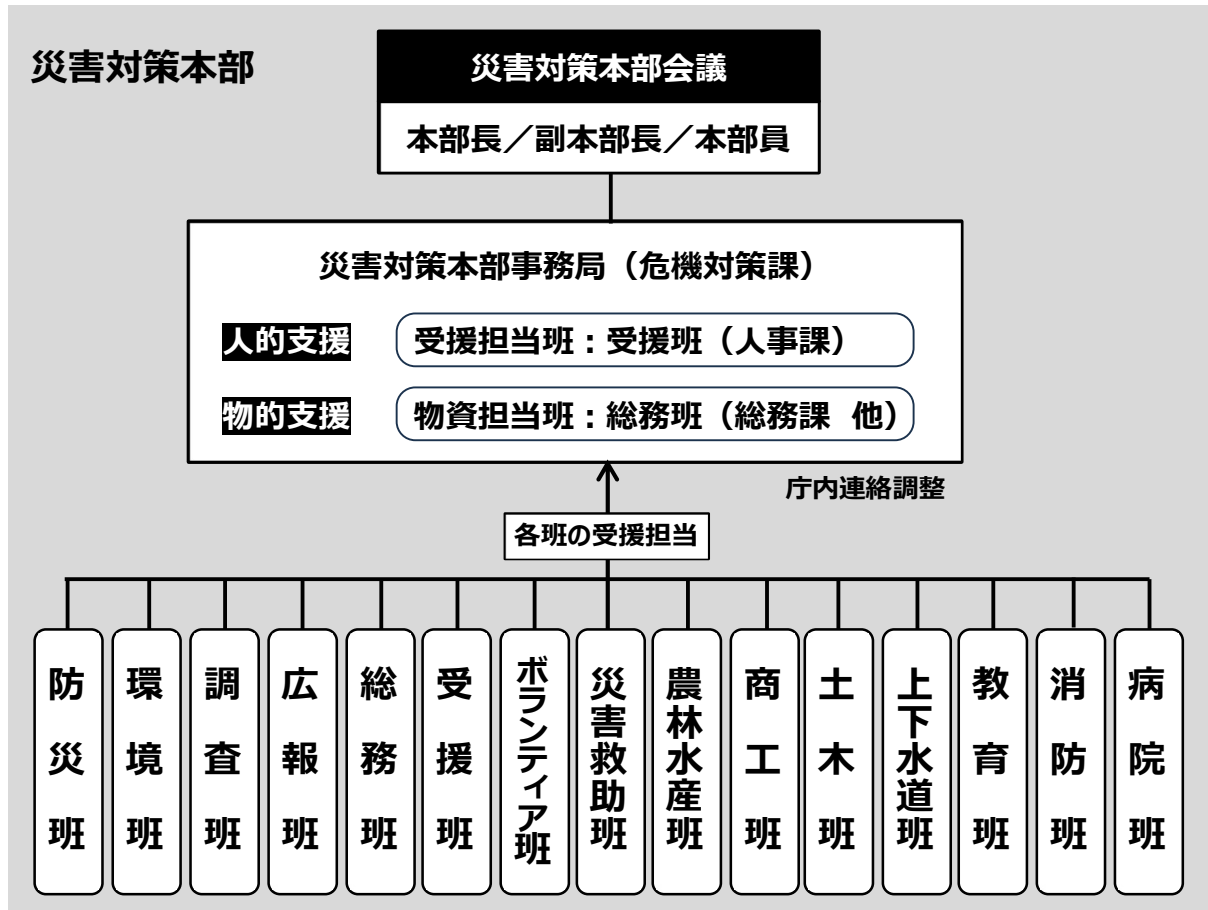 災害対策本部
災害対策本部会議
本部長／副本部長／本部員
災害対策本部事務局（危機対策課）
人的支援
受援担当班：受援班（人事課）
物的支援
物資担当班：総務班（総務課 他）
庁内連絡調整
各班の受援担当
防災班
環境班
調査班
広報班
総務班
受援班
ボランティア班
災害救助班
農林水産班
商工班
土木班
上下水道班
教育班
消防班
病院班